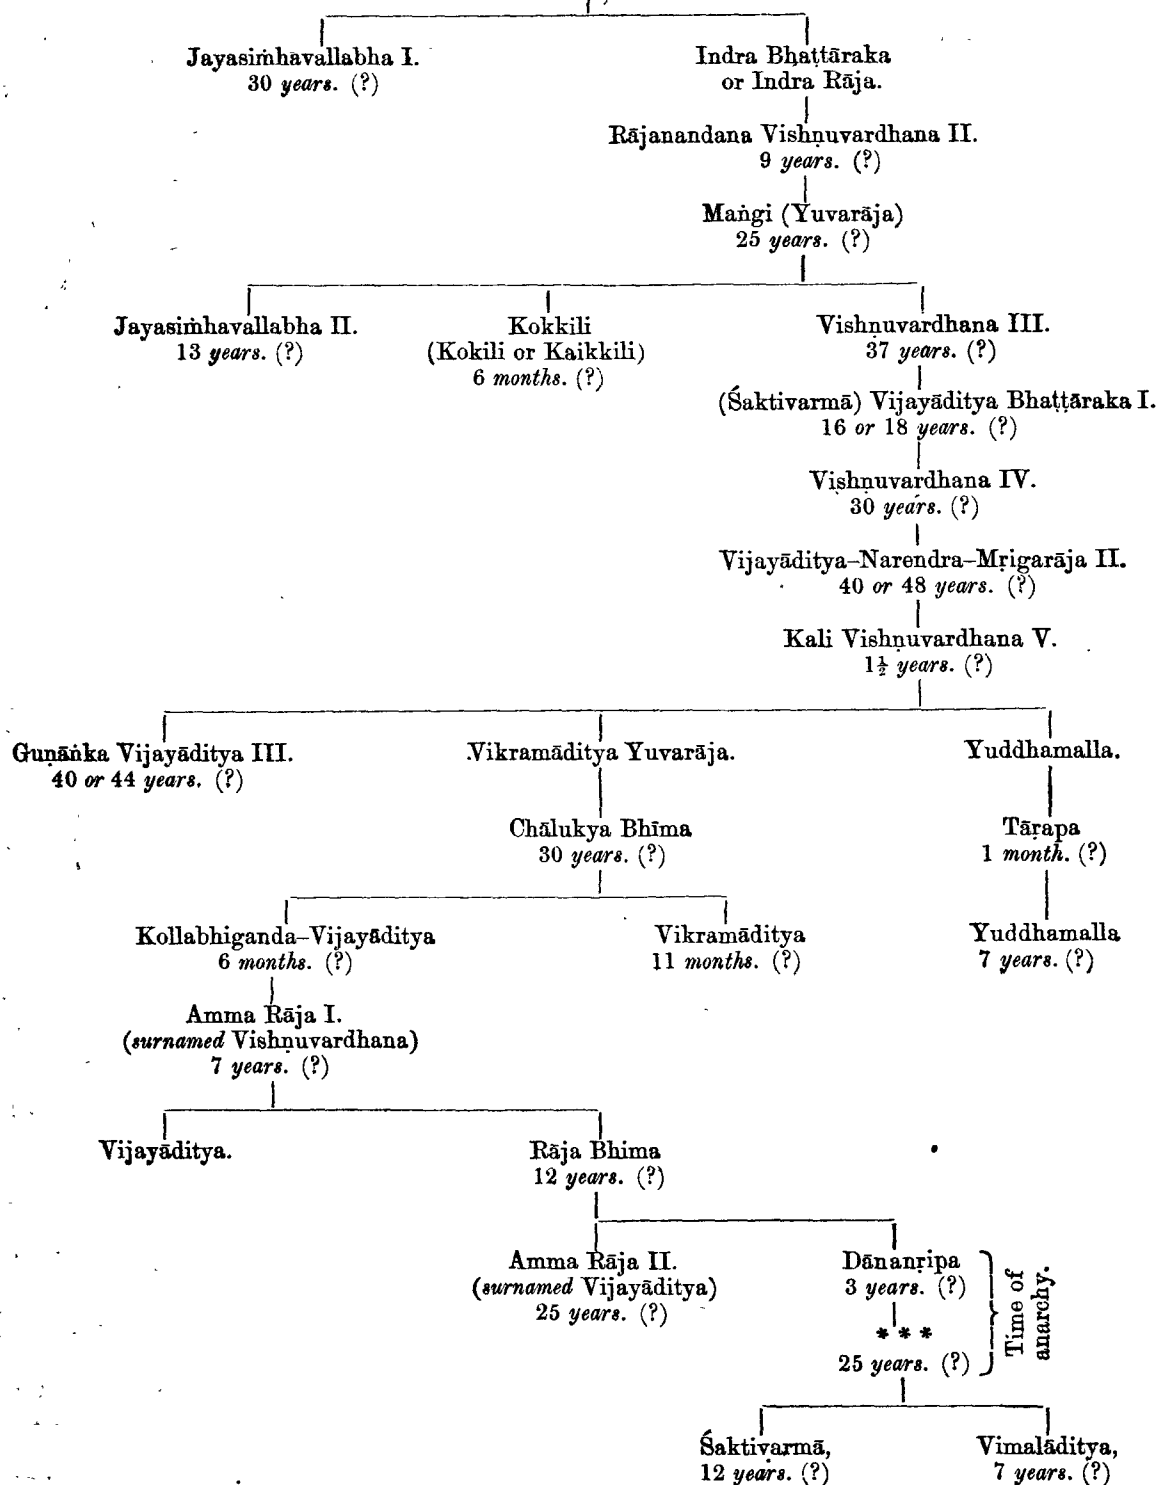 Jayasiṁhavallabha I.
30 years. (?)
Indra Bhaṭṭāraka
or Indra Rāja.
Rājanandana Vishṇuvardhana II.
9 years. (?)
Maṅgi (Yuvarāja)
25 years. (?)
Jayasiṁhavallabha II.
13 years. (?)
Kokkili
(Kokili or Kaikkili)
6 months. (?)
Vishṇuvardhana III.
37 years. (?)
(Śaktivarmā) Vijayāditya Bhaṭṭāraka I.
16 or 18 years. (?)
Vishṇuvardhana IV.
30 years. (?)
Vijayāditya–Narendra–Mṛigarāja II.
40 or 48 years. (?)
Kali Vishṇuvardhana V.
1½ years. (?)
Guṇāṅka Vijayāditya III.
40 or 44 years. (?)
Vikramāditya Yuvarāja.
Yuddhamalla.
Chālukya Bhīma
30 years. (?)
Tāṛapa
1 month. (?)
Kollabhiganda–Vijayāditya
6 months. (?)
Vikramāditya
11 months. (?)
Yuddhamalla
7 years. (?)
Amma Rāja I.
(surnamed Vishṇuvardhana)
7 years. (?)
Vijayāditya.
Rāja Bhima
12 years. (?)
Amma Rāja II.
(surnamed Vijayāditya)
25 years. (?)
Dānanṛipa
3 years. (?)
* * *
25 years. (?)
Time of
anarchy.
Śaktivarmā,
12 years. (?)
Vimalāditya,
7 years. (?)